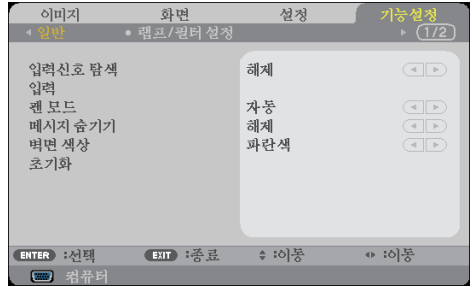 이미지 화면 설정 기능설정
일반 • 램프/필터 설정 (1/2)
입력신호 탐색 해제
입력
팬 모드 자동
메시지 숨기기 해제
벽면 색상 파란색
초기화
ENTER :선택 EXIT :종료 :이동 :이동
컴퓨터